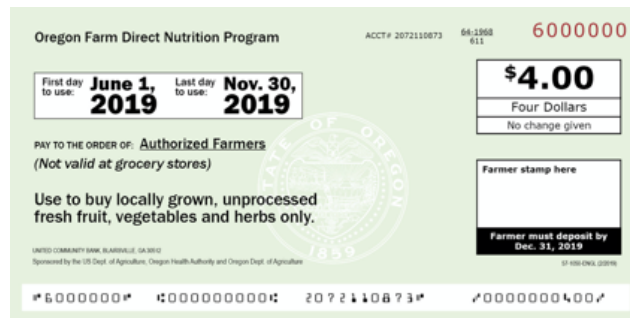 Oregon Farm Direct Nutrition Program
ACCT# 2072110873
64-1968
611
6000000
First day to use: June 1, 2019
Last day to use: Nov. 30, 2019
$4.00
Four Dollars
No change given
PAY TO THE ORDER OF: Authorized Farmers
(Not valid at grocery stores)
Use to buy locally grown, unprocessed
fresh fruit, vegetables and herbs only.
STATE OF OREGON
1859
Farmer stamp here
Farmer must deposit by
Dec. 31, 2019
UNITED COMMUNITY BANK, BLAIRSVILLE, GA 30512
Sponsored by the US Dept. of Agriculture, Oregon Health Authority and Oregon Dept. of Agriculture
⑈6000000⑈ ⑆000000000⑆ 2072110873⑈ ⑇0000000400⑇